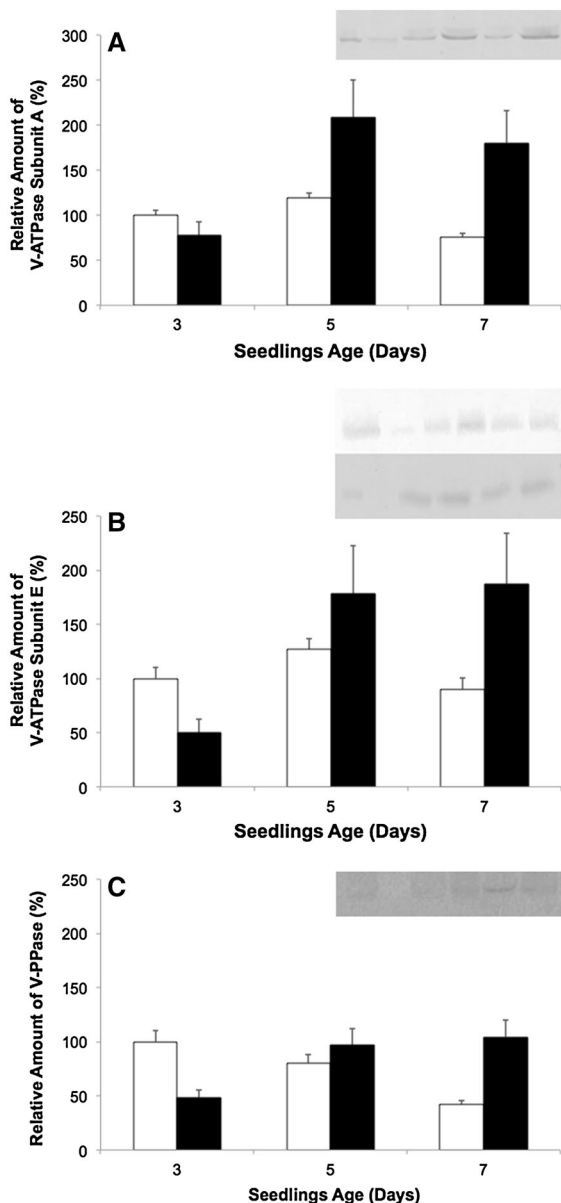 A
300
250
200
150
100
50
0
Relative Amount of
V-ATPase Subunit A (%)
3 5 7
Seedlings Age (Days)
B
250
200
150
100
50
0
Relative Amount of
V-ATPase Subunit E (%)
3 5 7
Seedlings Age (Days)
C
250
200
150
100
50
0
Relative Amount of V-PPase (%)
3 5 7
Seedlings Age (Days)